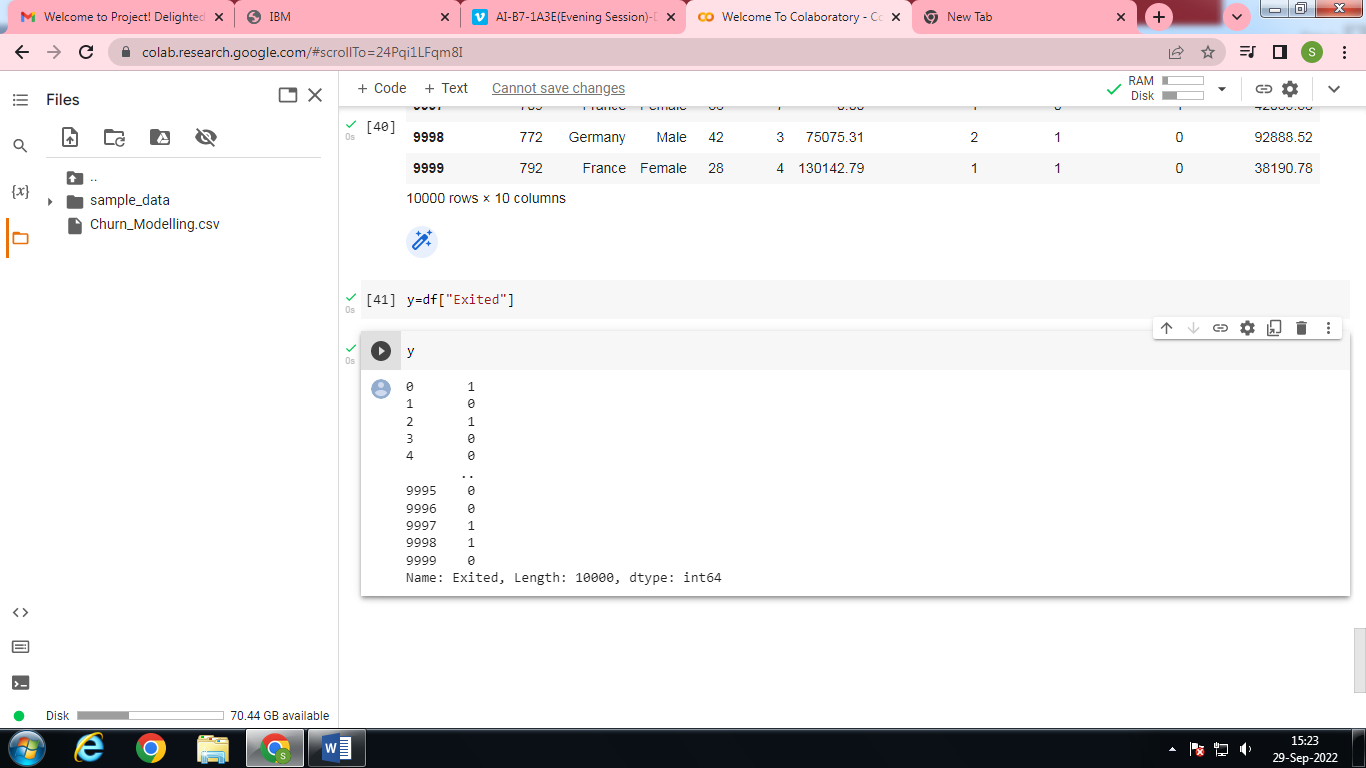 Welcome to Project! Delighted
IBM
AI-B7-1A3E(Evening Session)-D
Welcome To Colaboratory - Co
New Tab
colab.research.google.com/#scrollTo=24Pqi1LFqm8I
S
Files
+ Code + Text Cannot save changes
RAM
Disk
..
sample_data
Churn_Modelling.csv
{x}
France Female
[40] 9998 772 Germany Male 42 3 75075.31 2 1 0 92888.52
0s
9999 792 France Female 28 4 130142.79 1 1 0 38190.78
10000 rows × 10 columns
[41] y=df["Exited"]
0s
y
0s
0 1
1 0
2 1
3 0
4 0
..
9995 0
9996 0
9997 1
9998 1
9999 0
Name: Exited, Length: 10000, dtype: int64
Disk 70.44 GB available
15:23
29-Sep-2022